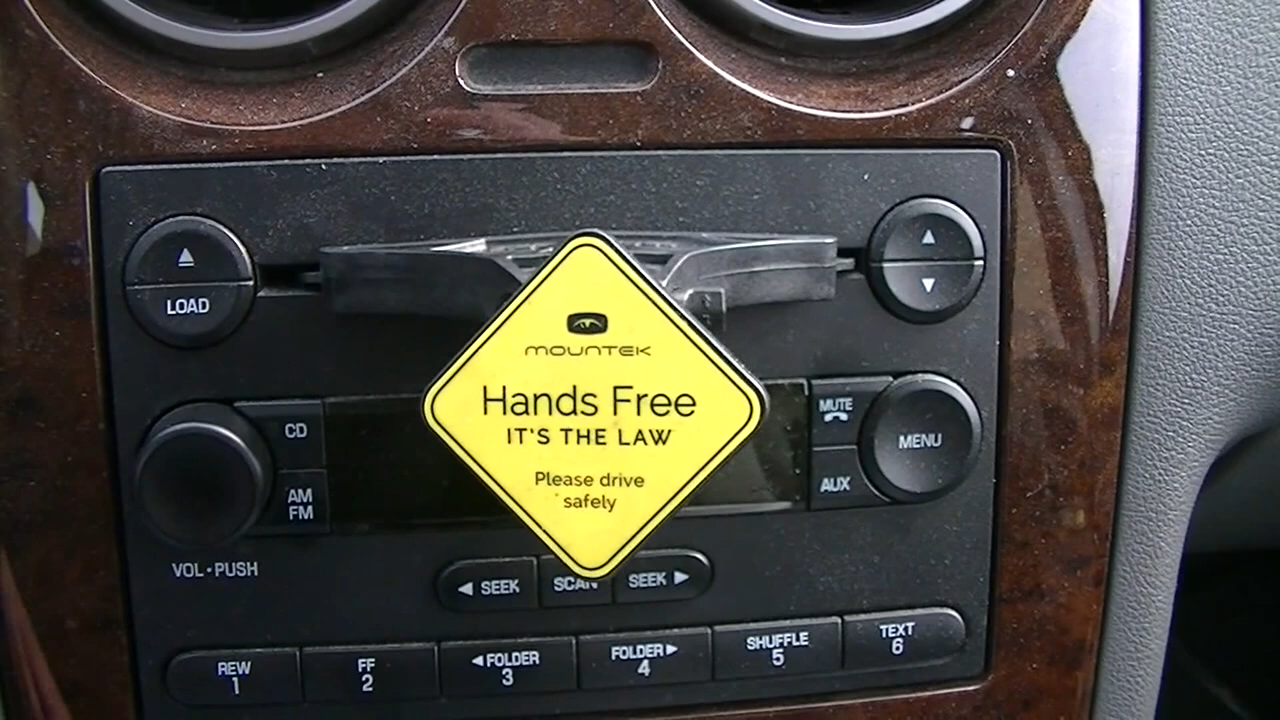 LOAD
MOUNTEK
Hands Free
IT'S THE LAW
Please drive
safely
CD
AM
FM
MUTE
AUX
MENU
VOL•PUSH
SEEK
SCAN
SEEK
REW
1
FF
2
FOLDER
3
FOLDER
4
SHUFFLE
5
TEXT
6